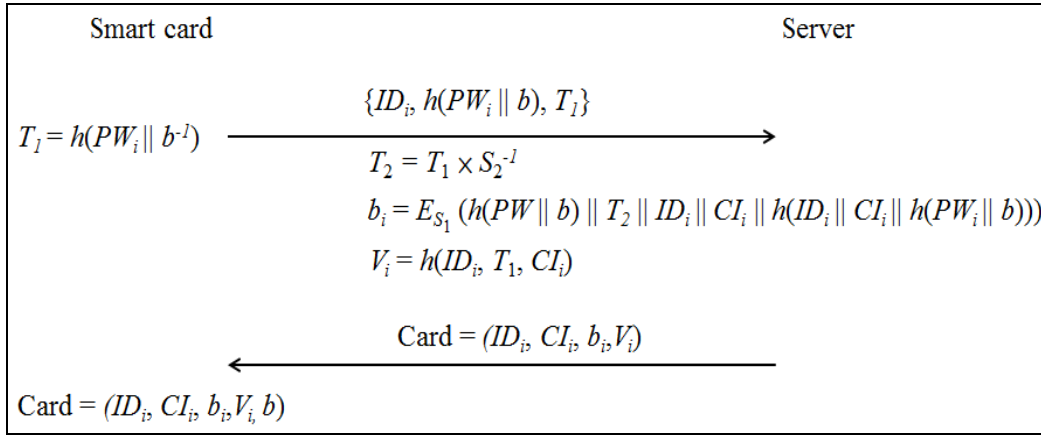 Smart card Server
{IDᵢ, h(PWᵢ || b), T₁}
T₁ = h(PWᵢ || b⁻¹)
T₂ = T₁ × S₂⁻¹
bᵢ = E_S₁ (h(PW || b) || T₂ || IDᵢ || CIᵢ || h(IDᵢ || CIᵢ || h(PWᵢ || b)))
Vᵢ = h(IDᵢ, T₁, CIᵢ)
Card = (IDᵢ, CIᵢ, bᵢ,Vᵢ)
Card = (IDᵢ, CIᵢ, bᵢ,Vᵢ, b)